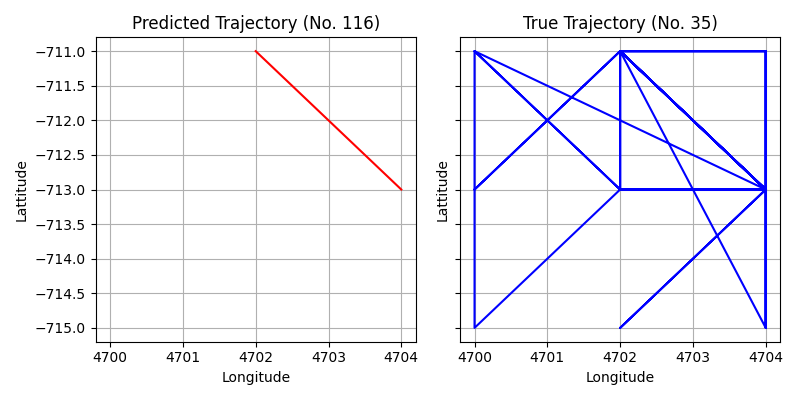 Predicted Trajectory (No. 116)
True Trajectory (No. 35)
−711.0
−711.5
−712.0
−712.5
−713.0
−713.5
−714.0
−714.5
−715.0
Lattitude
Lattitude
4700 4701 4702 4703 4704
4700 4701 4702 4703 4704
Longitude
Longitude